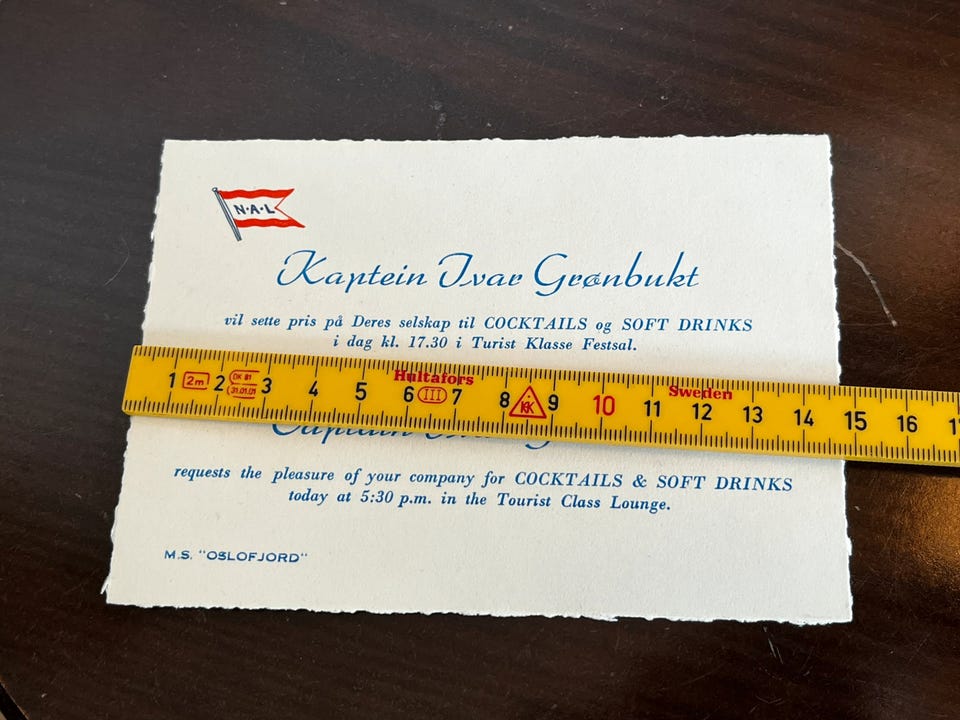 N·A·L
Kaptein Ivar Grønbukt
vil sette pris på Deres selskap til COCKTAILS og SOFT DRINKS
i dag kl. 17.30 i Turist Klasse Festsal.
Hultafors Sweden
1 2m 2 3 4 5 6 III 7 8 KK 9 10 11 12 13 14 15 16
Captain
requests the pleasure of your company for COCKTAILS & SOFT DRINKS
today at 5:30 p.m. in the Tourist Class Lounge.
M.S. "OSLOFJORD"